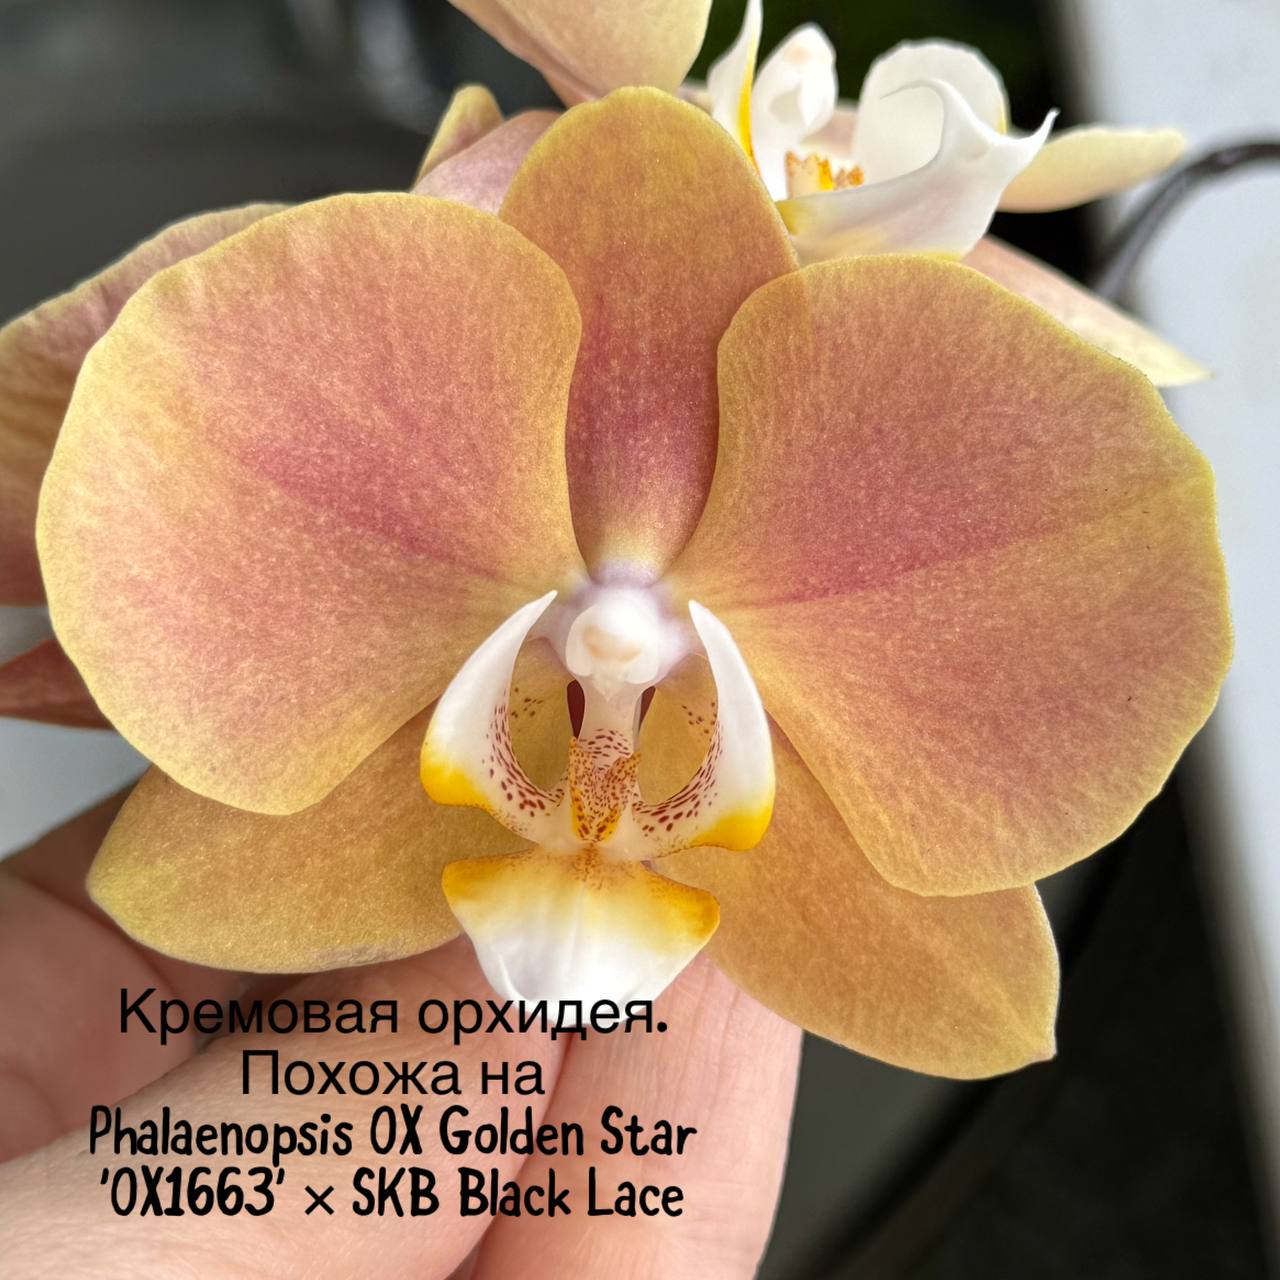 Кремовая орхидея.
Похожа на
Phalaenopsis OX Golden Star
'OX1663' × SKB Black Lace